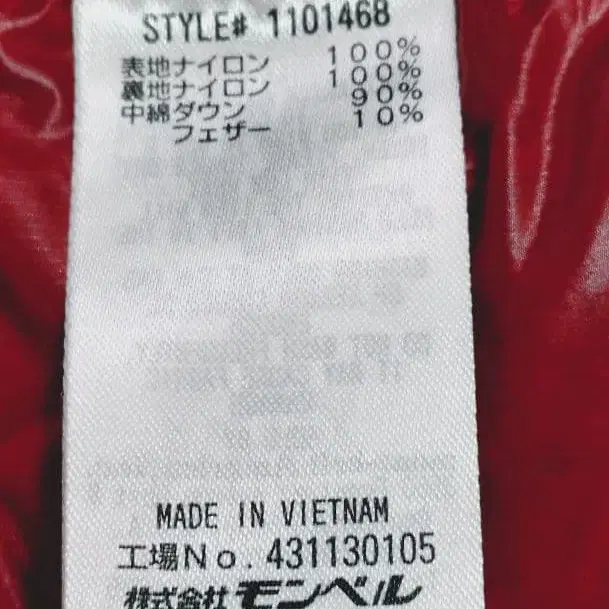 STYLE# 1101468
表地ナイロン 100%
裏地ナイロン 100%
中綿ダウン 90%
フェザー 10%
MADE IN VIETNAM
工場No. 431130105
株式会社モンベル